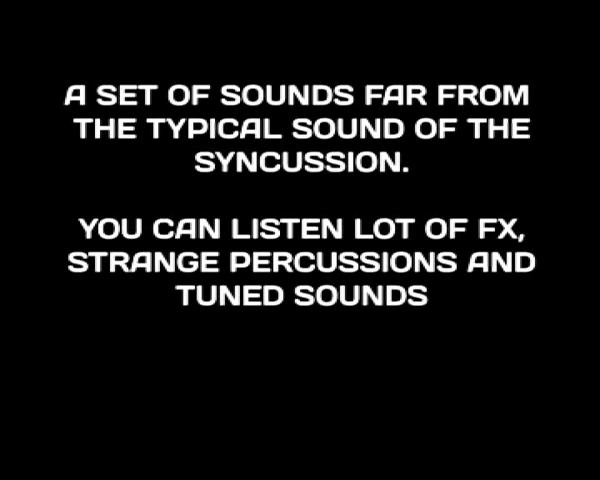 A SET OF SOUNDS FAR FROM
THE TYPICAL SOUND OF THE
SYNCUSSION.
YOU CAN LISTEN LOT OF FX,
STRANGE PERCUSSIONS AND
TUNED SOUNDS